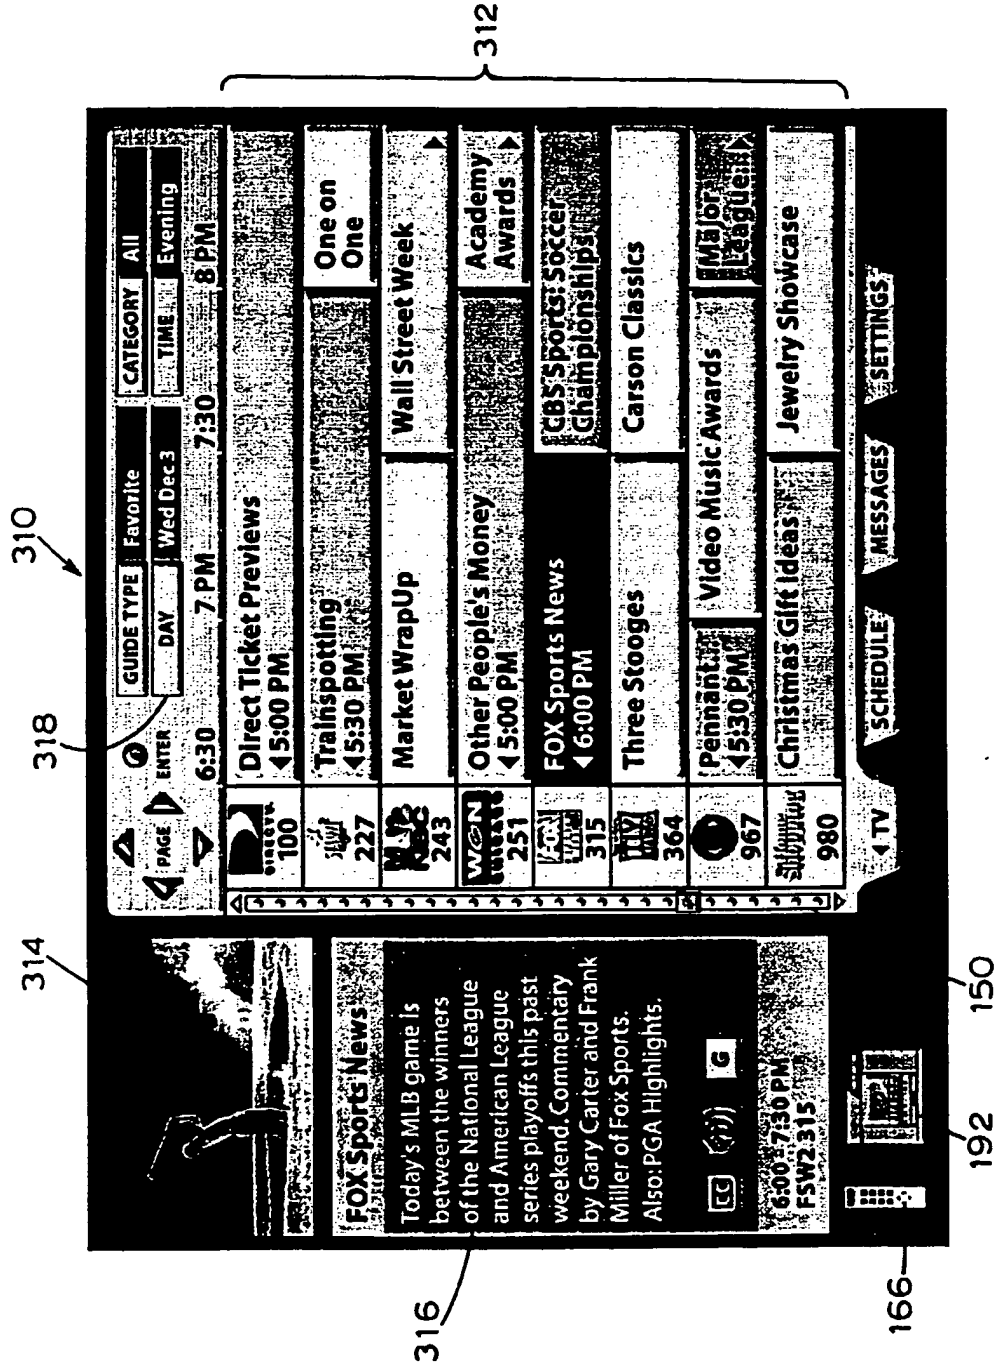 310
312
314
316
318
150
192
166
PAGE
ENTER
GUIDE TYPE
Favorite
CATEGORY
All
DAY
Wed Dec 3
TIME
Evening
6:30
7 PM
7:30
8 PM
100
Direct Ticket Previews
5:00 PM
227
Trainspotting
5:30 PM
One on
One
243
Market WrapUp
Wall Street Week
WGN
251
Other People's Money
5:00 PM
Academy
Awards
315
FOX Sports News
6:00 PM
CBS Sports: Soccer
Championships
364
Three Stooges
Carson Classics
967
Pennant...
5:30 PM
Video Music Awards
Major
League...
980
Christmas Gift Ideas
Jewelry Showcase
TV
SCHEDULE
MESSAGES
SETTINGS
FOX Sports News
Today's MLB game is
between the winners
of the National League
and American League
series playoffs this past
weekend. Commentary
by Gary Carter and Frank
Miller of Fox Sports.
Also: PGA Highlights.
CC
G
6:00-7:30 PM
FSW2 315